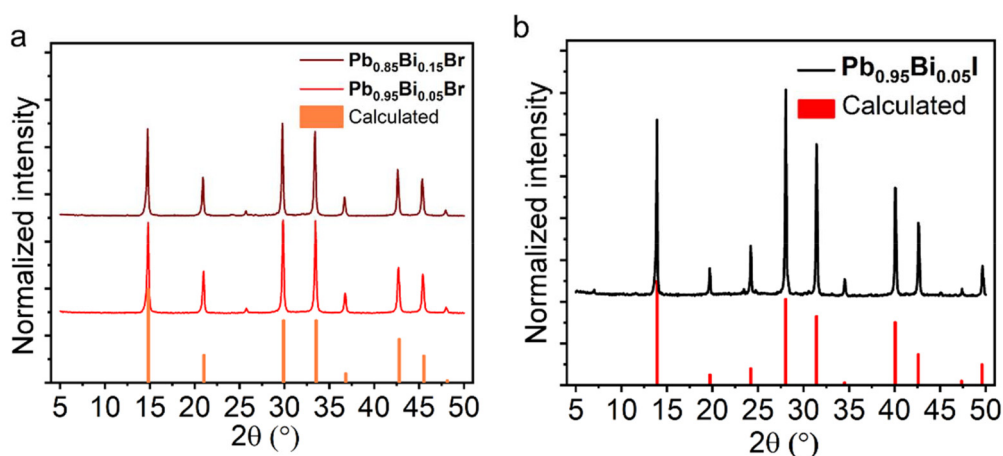 a
Pb0.85Bi0.15Br
Pb0.95Bi0.05Br
Calculated
Normalized intensity
5 10 15 20 25 30 35 40 45 50
2θ (°)
b
Pb0.95Bi0.05I
Calculated
Normalized intensity
5 10 15 20 25 30 35 40 45 50
2θ (°)